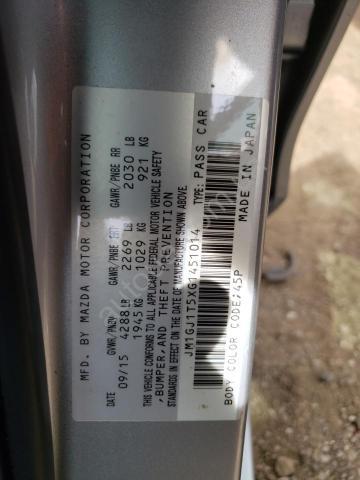 MFD. BY MAZDA MOTOR CORPORATION
GVWR/PNBV GAWR/PNBE FRT GAWR/PNBE RR
09/15 4288 LB 2269 LB 2030 LB
1945 KG 1029 KG 921 KG
THIS VEHICLE CONFORMS TO ALL APPLICABLE FEDERAL MOTOR VEHICLE SAFETY
, BUMPER, AND THEFT PREVENTION
STANDARDS IN EFFECT ON THE DATE OF MANUFACTURE SHOWN ABOVE.
JM1GJ1T5XG1451014 TYPE: PASS CAR
BODY COLOR CODE;45P MADE IN JAPAN